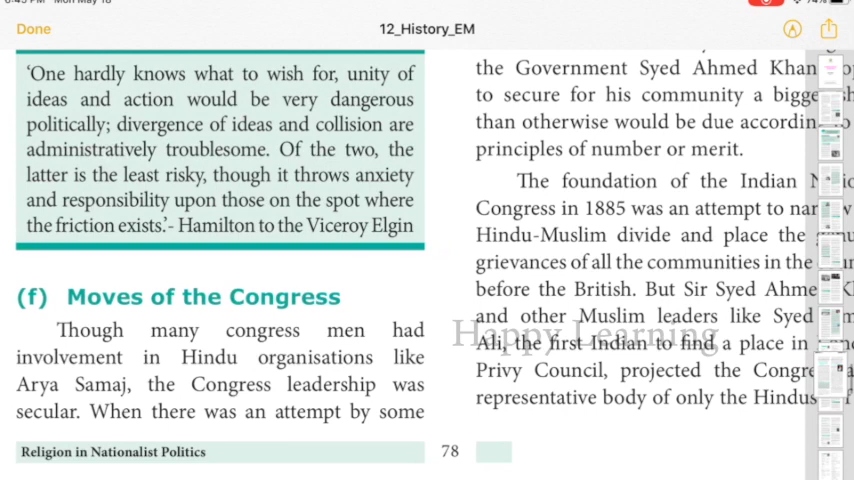 Done
12_History_EM
74%
'One hardly knows what to wish for, unity of
ideas and action would be very dangerous
politically; divergence of ideas and collision are
administratively troublesome. Of the two, the
latter is the least risky, though it throws anxiety
and responsibility upon those on the spot where
the friction exists.'- Hamilton to the Viceroy Elgin
(f) Moves of the Congress
Though many congress men had
involvement in Hindu organisations like
Arya Samaj, the Congress leadership was
secular. When there was an attempt by some
the Government Syed Ahmed Khan
to secure for his community a bigge
than otherwise would be due accordin
principles of number or merit.
The foundation of the Indian
Congress in 1885 was an attempt to
Hindu-Muslim divide and place the
grievances of all the communities in the
before the British. But Sir Syed Ahme
and other Muslim leaders like Syed
Ali, the first Indian to find a place in
Privy Council, projected the Congre
representative body of only the Hindus
Happy Learning
Religion in Nationalist Politics
78